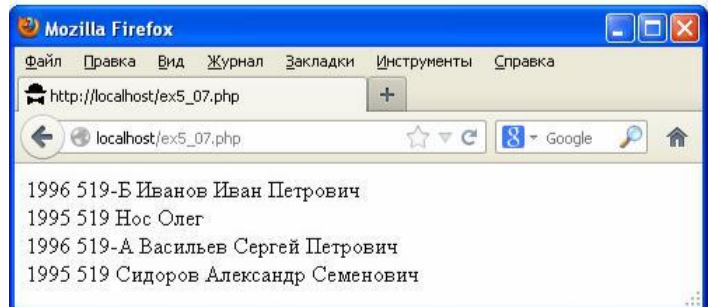 Mozilla Firefox
Файл Правка Вид Журнал Закладки Инструменты Справка
http://localhost/ex5_07.php +
localhost/ex5_07.php 8 Google
1996 519-Б Иванов Иван Петрович
1995 519 Нос Олег
1996 519-А Васильев Сергей Петрович
1995 519 Сидоров Александр Семенович